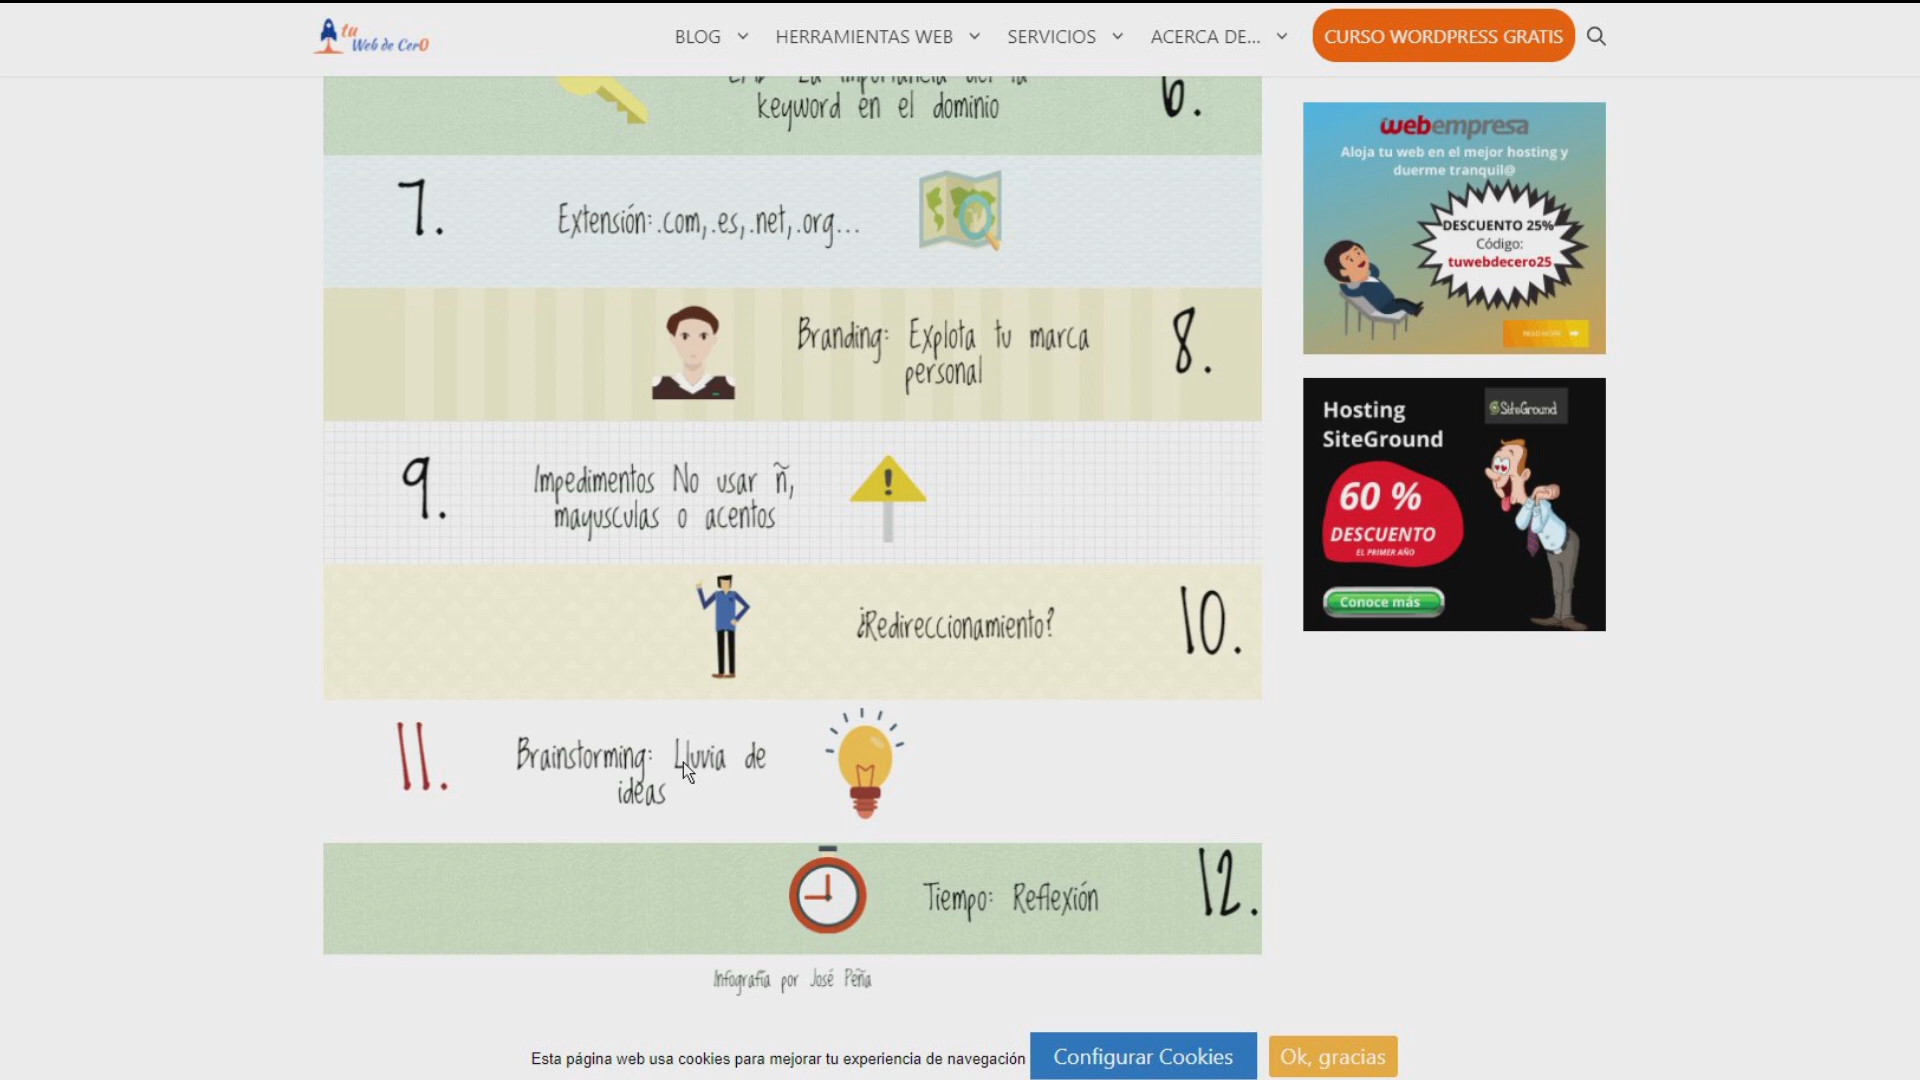 tu
Web de Cer0
BLOG
HERRAMIENTAS WEB
SERVICIOS
ACERCA DE...
CURSO WORDPRESS GRATIS
keyword en el dominio
6.
7.
Extensión: .com, .es, .net, .org...
Branding: Explota tu marca
personal
8.
9.
Impedimentos No usar ñ,
mayusculas o acentos
¿Redireccionamiento?
10.
11.
Brainstorming: Lluvia de
ideas
Tiempo: Reflexión
12.
Infografía por José Peña
webempresa
Aloja tu web en el mejor hosting y
duerme tranquil@
DESCUENTO 25%
Código:
tuwebdecero25
Hosting
SiteGround
SiteGround
60 %
DESCUENTO
EL PRIMER AÑO
Conoce más
Esta página web usa cookies para mejorar tu experiencia de navegación
Configurar Cookies
Ok, gracias